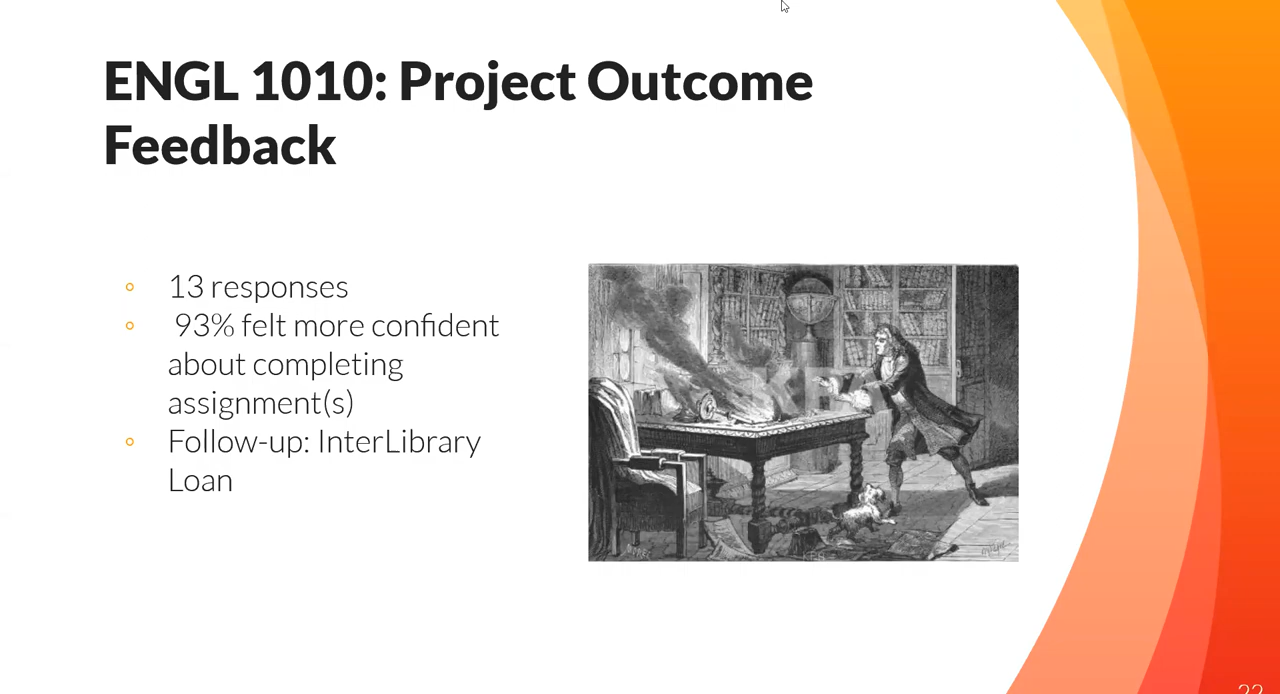 ENGL 1010: Project Outcome
Feedback
13 responses
93% felt more confident
about completing
assignment(s)
Follow-up: InterLibrary
Loan